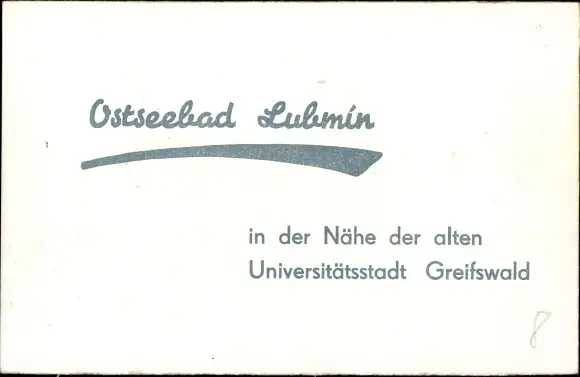 Ostseebad Lubmin
in der Nähe der alten
Universitätsstadt Greifswald
8